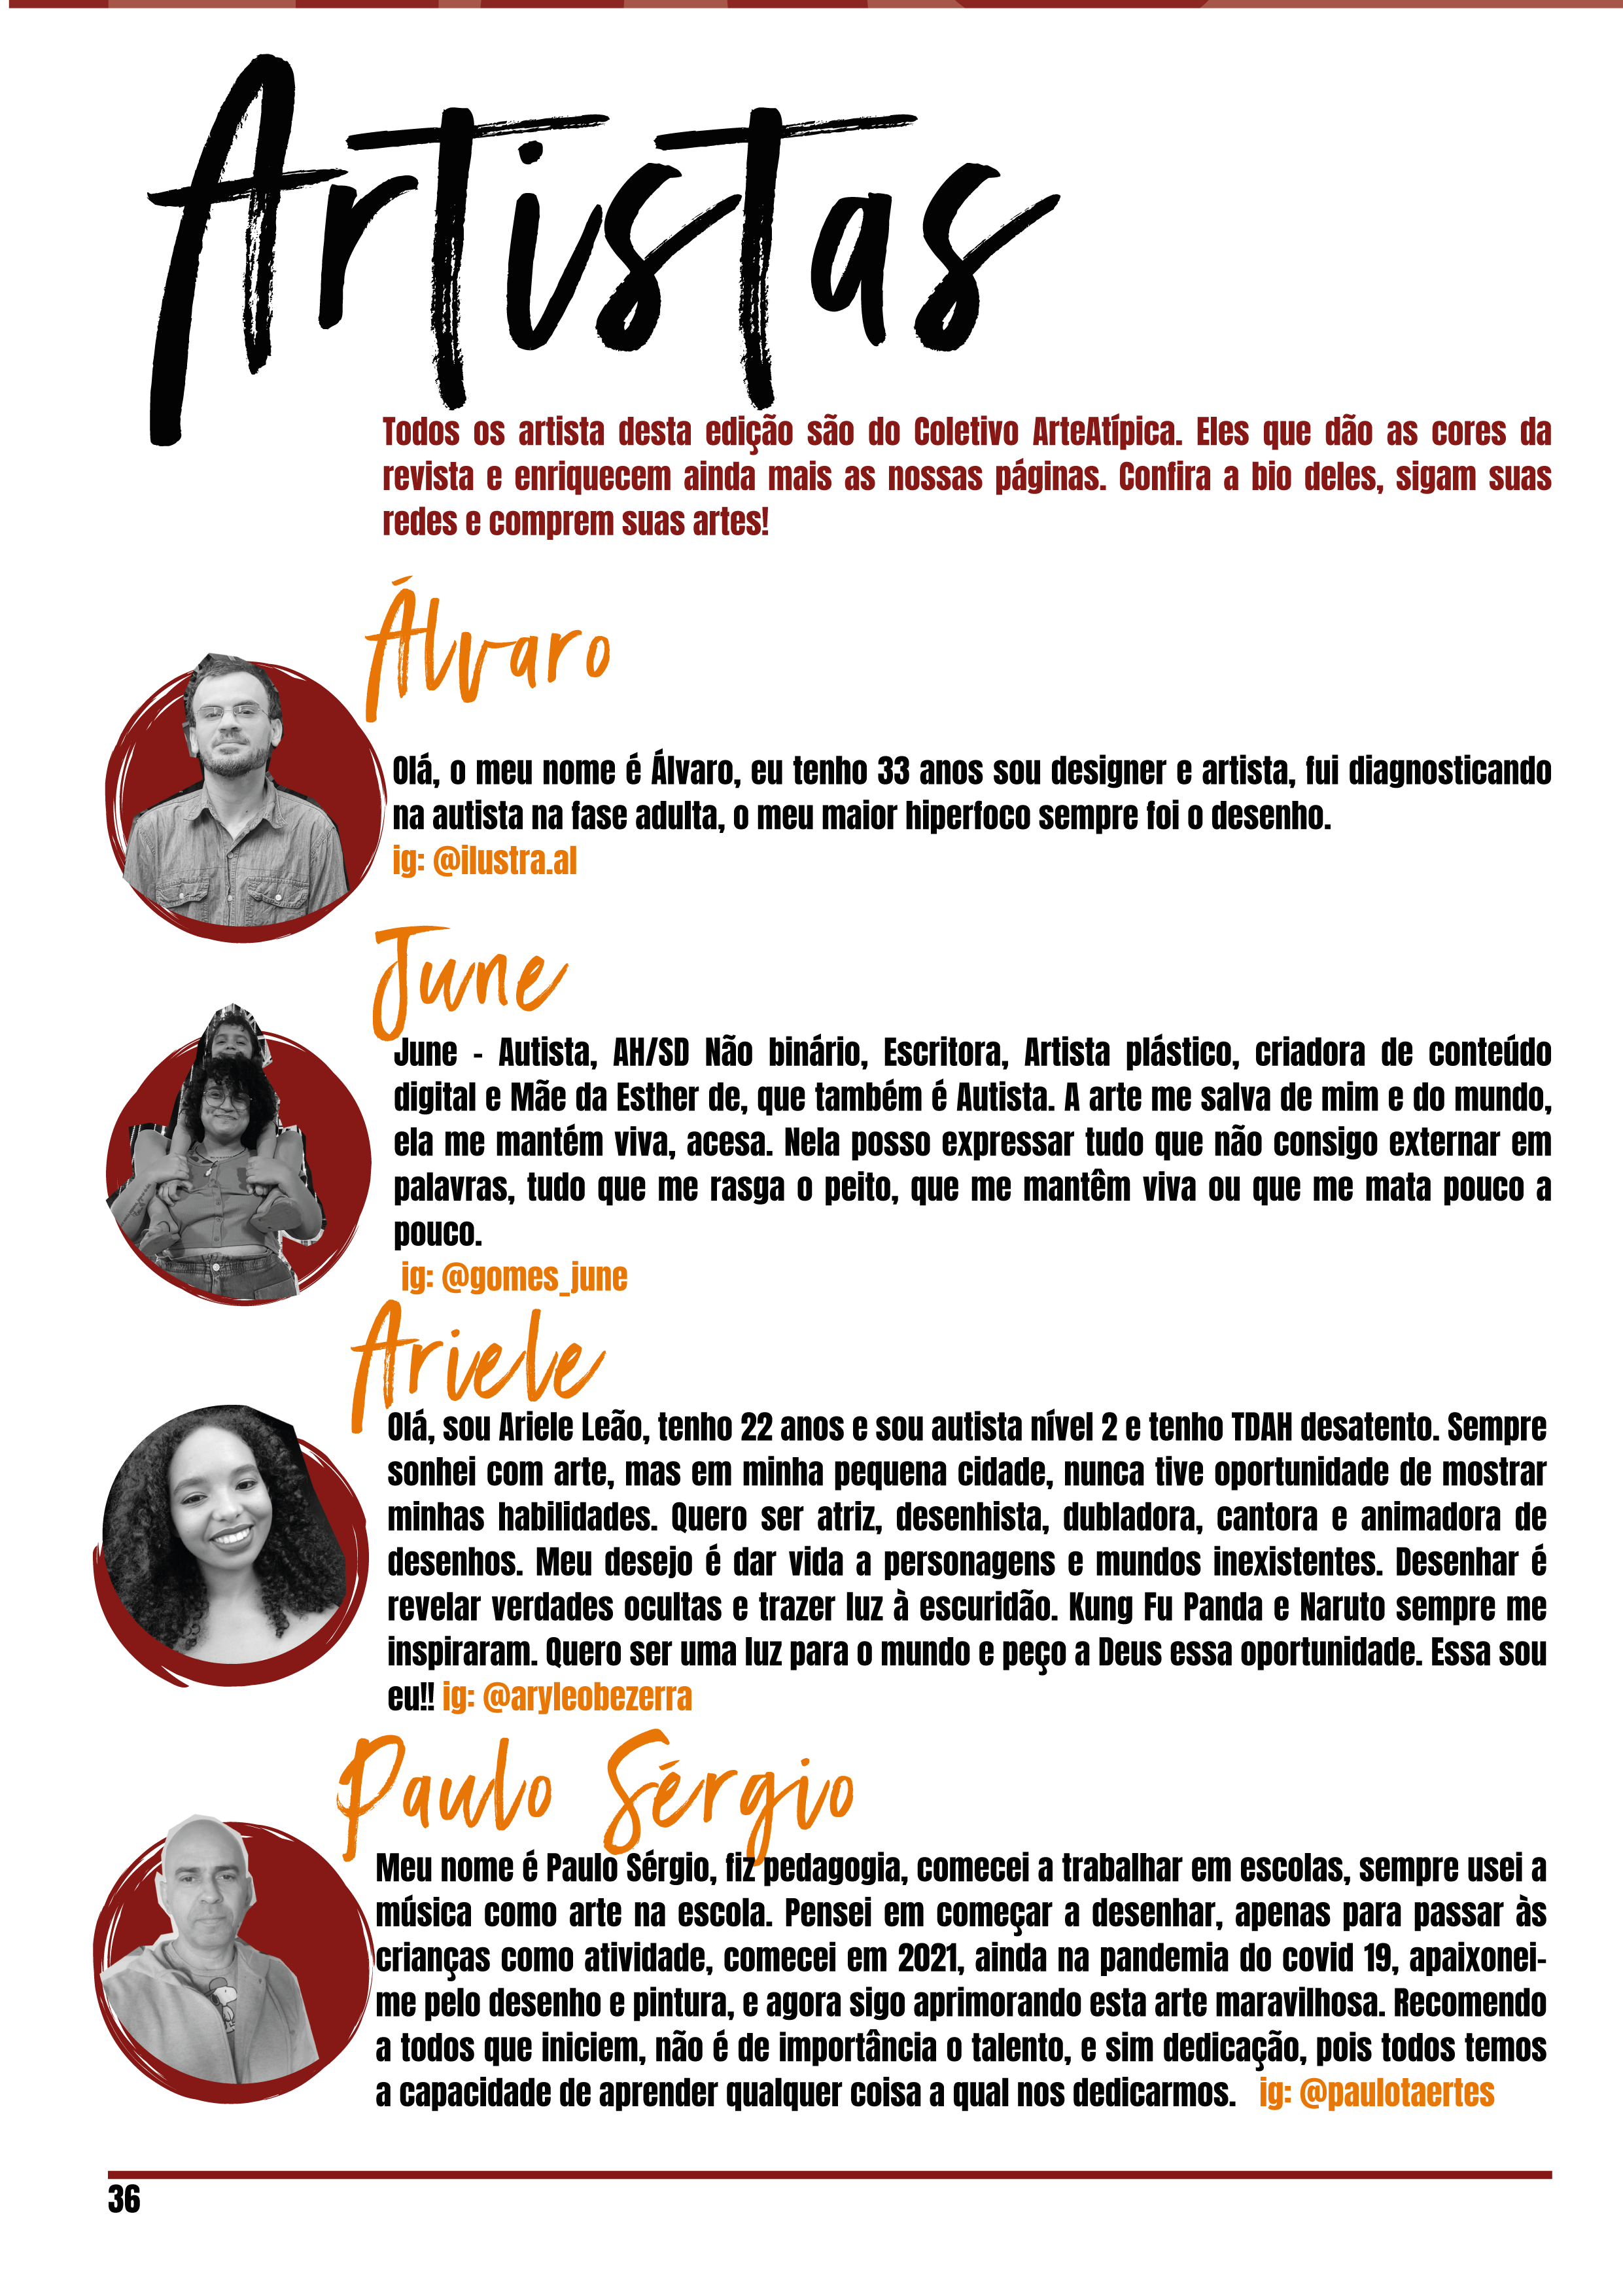 Artistas
Todos os artista desta edição são do Coletivo ArteAtípica. Eles que dão as cores da
revista e enriquecem ainda mais as nossas páginas. Confira a bio deles, sigam suas
redes e comprem suas artes!
Álvaro
Olá, o meu nome é Álvaro, eu tenho 33 anos sou designer e artista, fui diagnosticando
na autista na fase adulta, o meu maior hiperfoco sempre foi o desenho.
ig: @ilustra.al
June
June - Autista, AH/SD Não binário, Escritora, Artista plástico, criadora de conteúdo
digital e Mãe da Esther de, que também é Autista. A arte me salva de mim e do mundo,
ela me mantém viva, acesa. Nela posso expressar tudo que não consigo externar em
palavras, tudo que me rasga o peito, que me mantêm viva ou que me mata pouco a
pouco.
ig: @gomes_june
Ariele
Olá, sou Ariele Leão, tenho 22 anos e sou autista nível 2 e tenho TDAH desatento. Sempre
sonhei com arte, mas em minha pequena cidade, nunca tive oportunidade de mostrar
minhas habilidades. Quero ser atriz, desenhista, dubladora, cantora e animadora de
desenhos. Meu desejo é dar vida a personagens e mundos inexistentes. Desenhar é
revelar verdades ocultas e trazer luz à escuridão. Kung Fu Panda e Naruto sempre me
inspiraram. Quero ser uma luz para o mundo e peço a Deus essa oportunidade. Essa sou
eu!! ig: @aryleobezerra
Paulo Sérgio
Meu nome é Paulo Sérgio, fiz pedagogia, comecei a trabalhar em escolas, sempre usei a
música como arte na escola. Pensei em começar a desenhar, apenas para passar às
crianças como atividade, comecei em 2021, ainda na pandemia do covid 19, apaixonei-
me pelo desenho e pintura, e agora sigo aprimorando esta arte maravilhosa. Recomendo
a todos que iniciem, não é de importância o talento, e sim dedicação, pois todos temos
a capacidade de aprender qualquer coisa a qual nos dedicarmos. ig: @paulotaertes
36